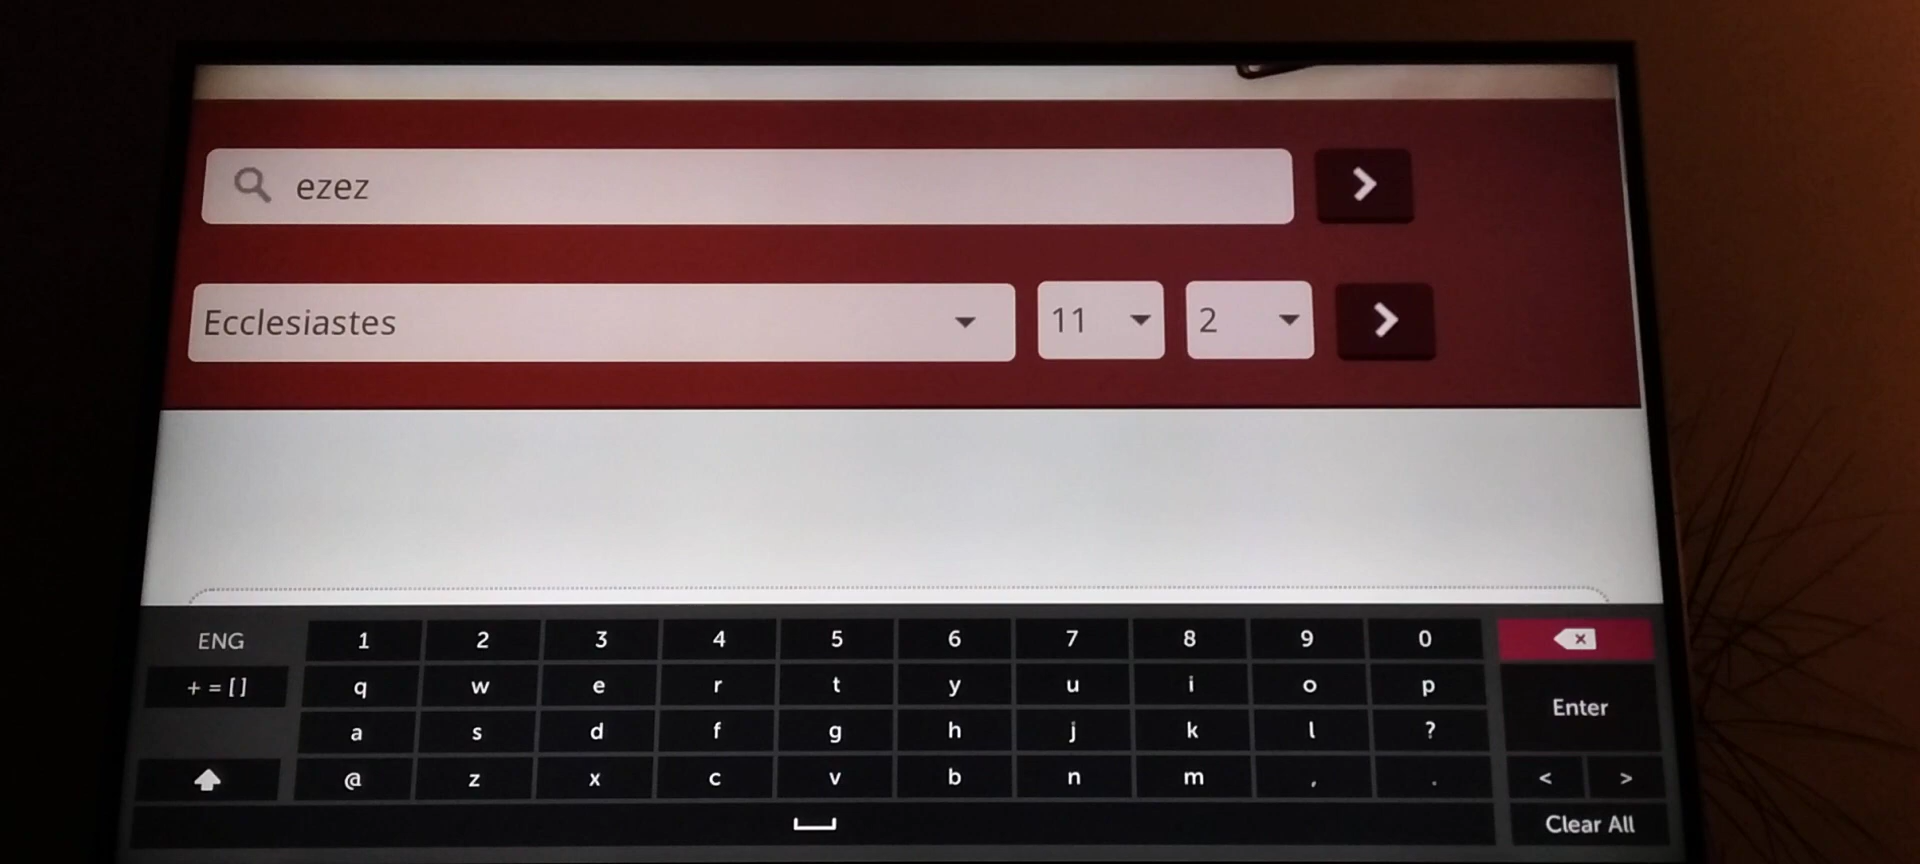 ezez
Ecclesiastes 11 2
ENG 1 2 3 4 5 6 7 8 9 0
+ = [ ] q w e r t y u i o p
Enter
a s d f g h j k l ?
@ z x c v b n m , . < >
Clear All